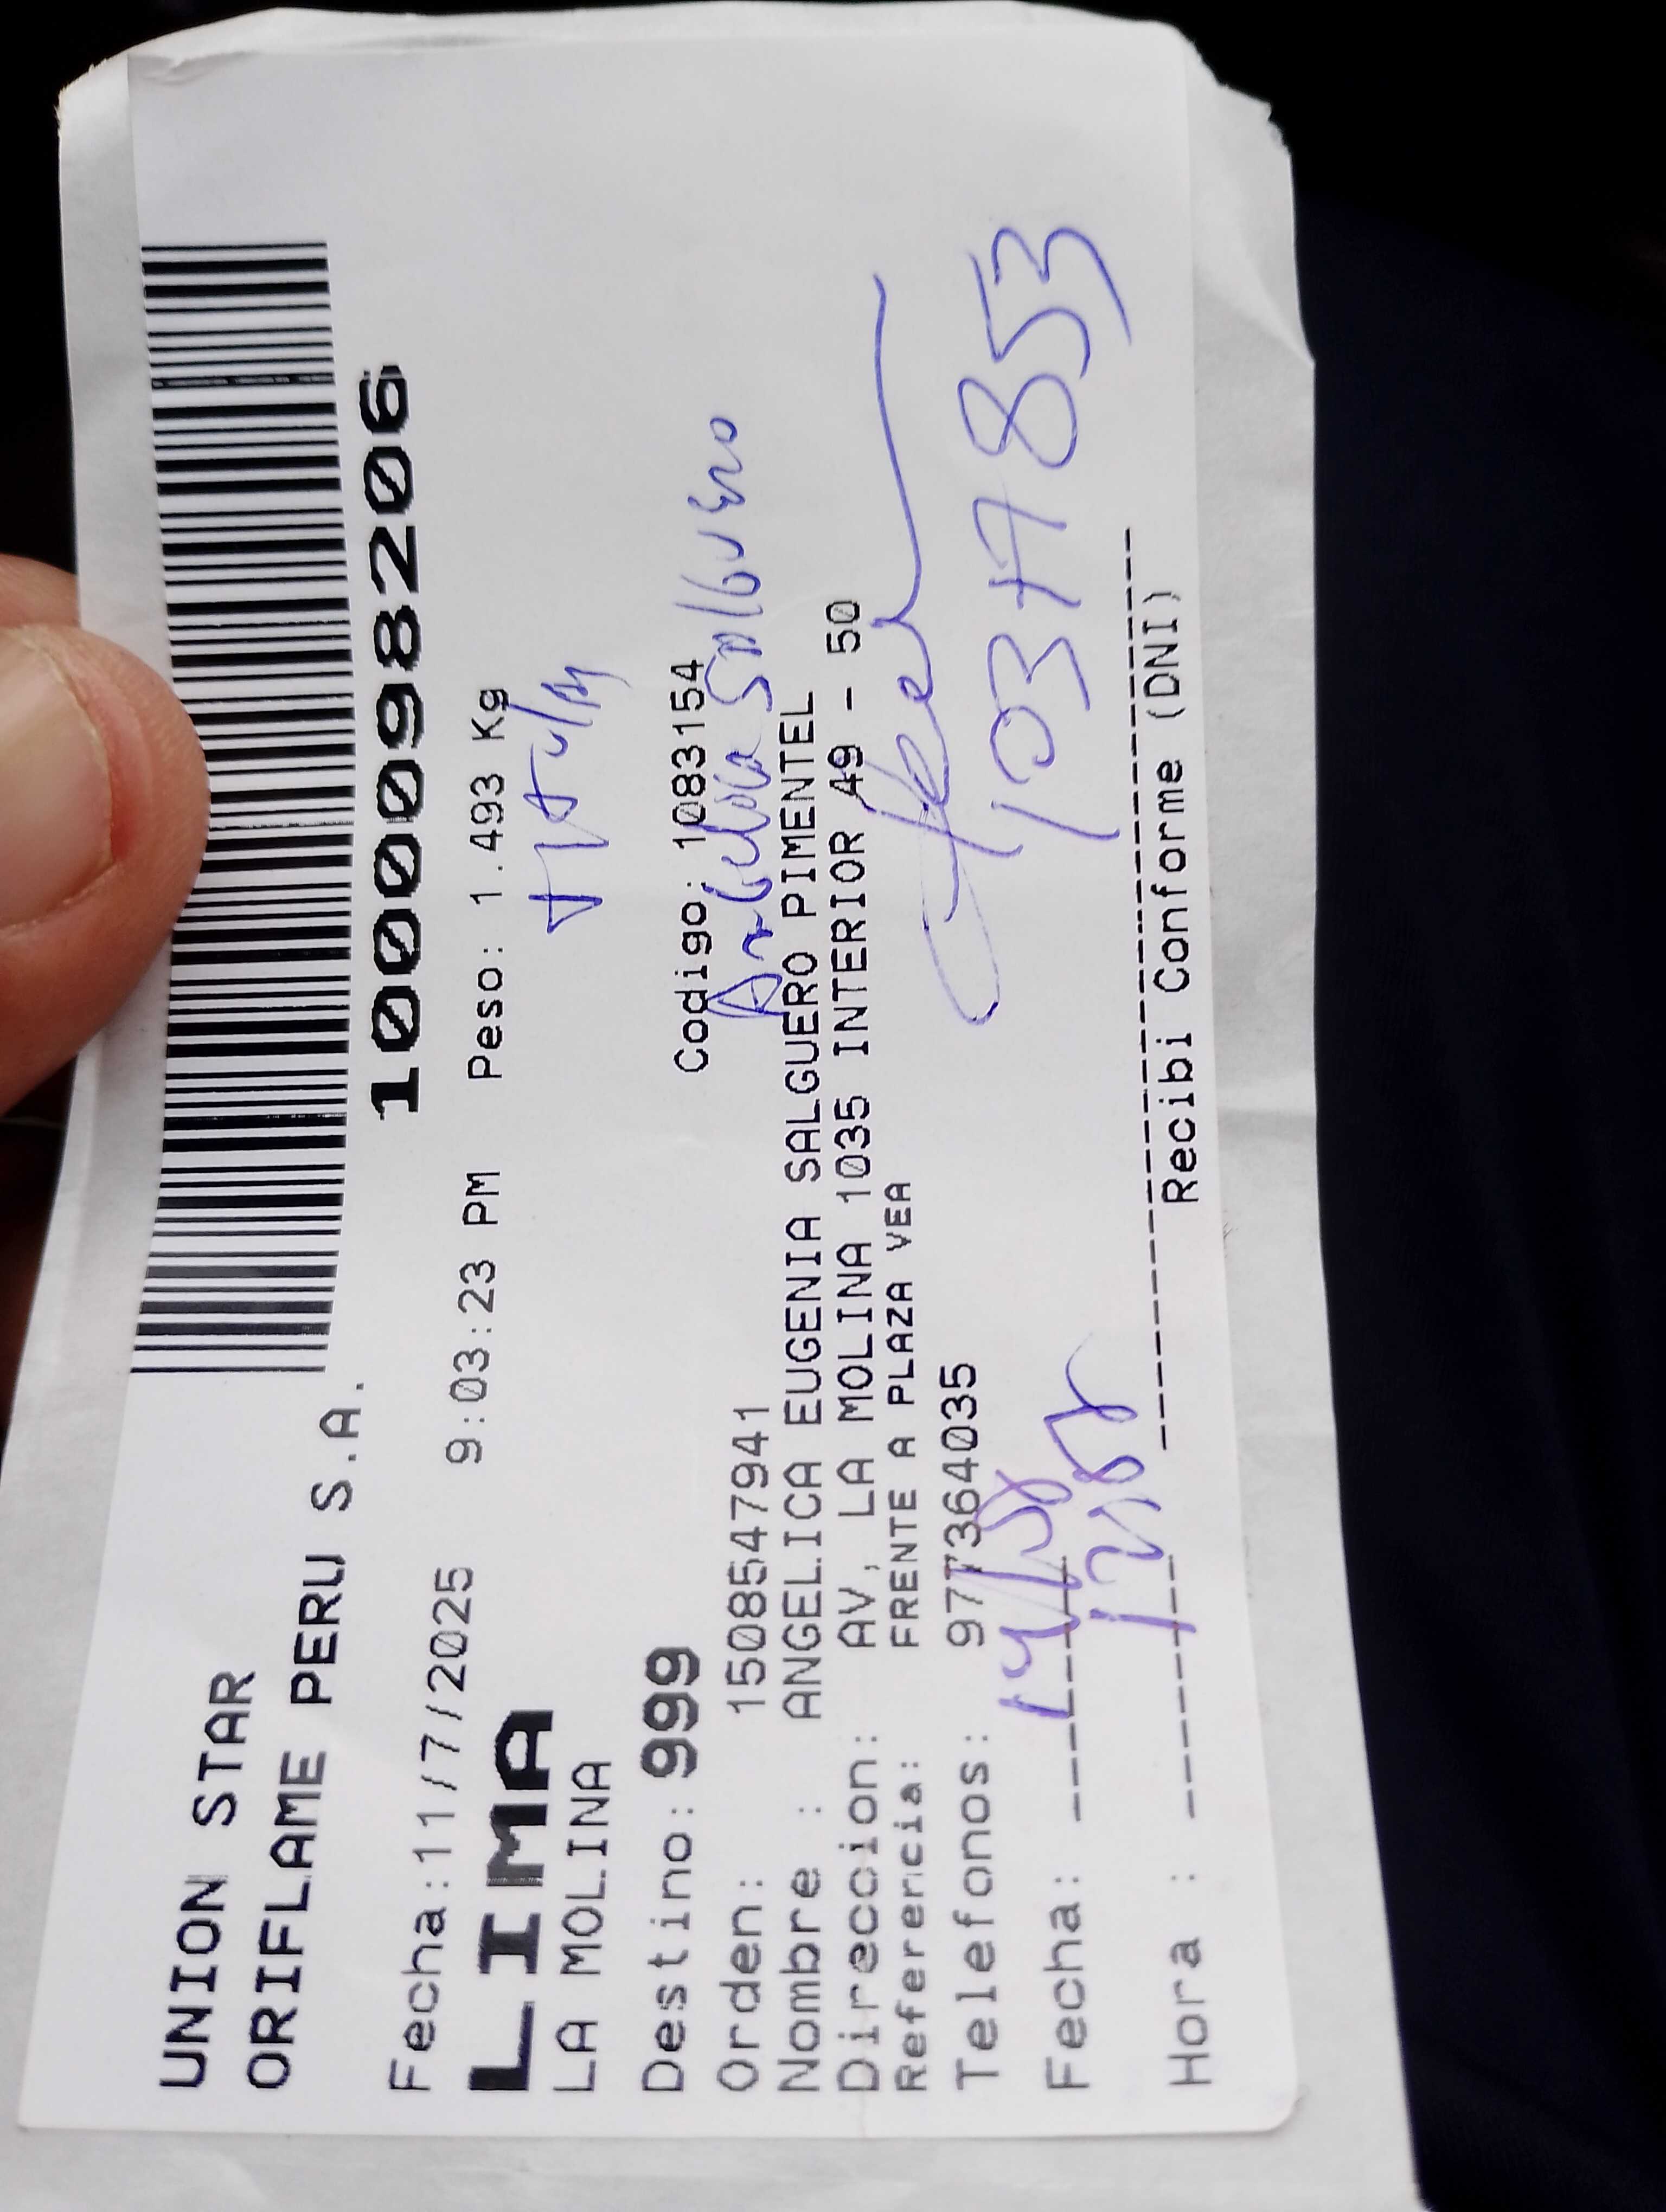 UNION STAR
ORIFLAME PERU S.A.
100098206
Fecha:11/7/2025 9:03:23 PM Peso: 1.493 Kg
LIMA
LA MOLINA
Destino: 999
Orden: 1508547941 Codigo: 1083154
Nombre : ANGELICA EUGENIA SALGUERO PIMENTEL
Direccion: AV, LA MOLINA 1035 INTERIOR 49 - 50
Referencia: FRENTE A PLAZA VEA
Telefonos: 977364035
Fecha:
Hora :
Recibi Conforme (DNI)